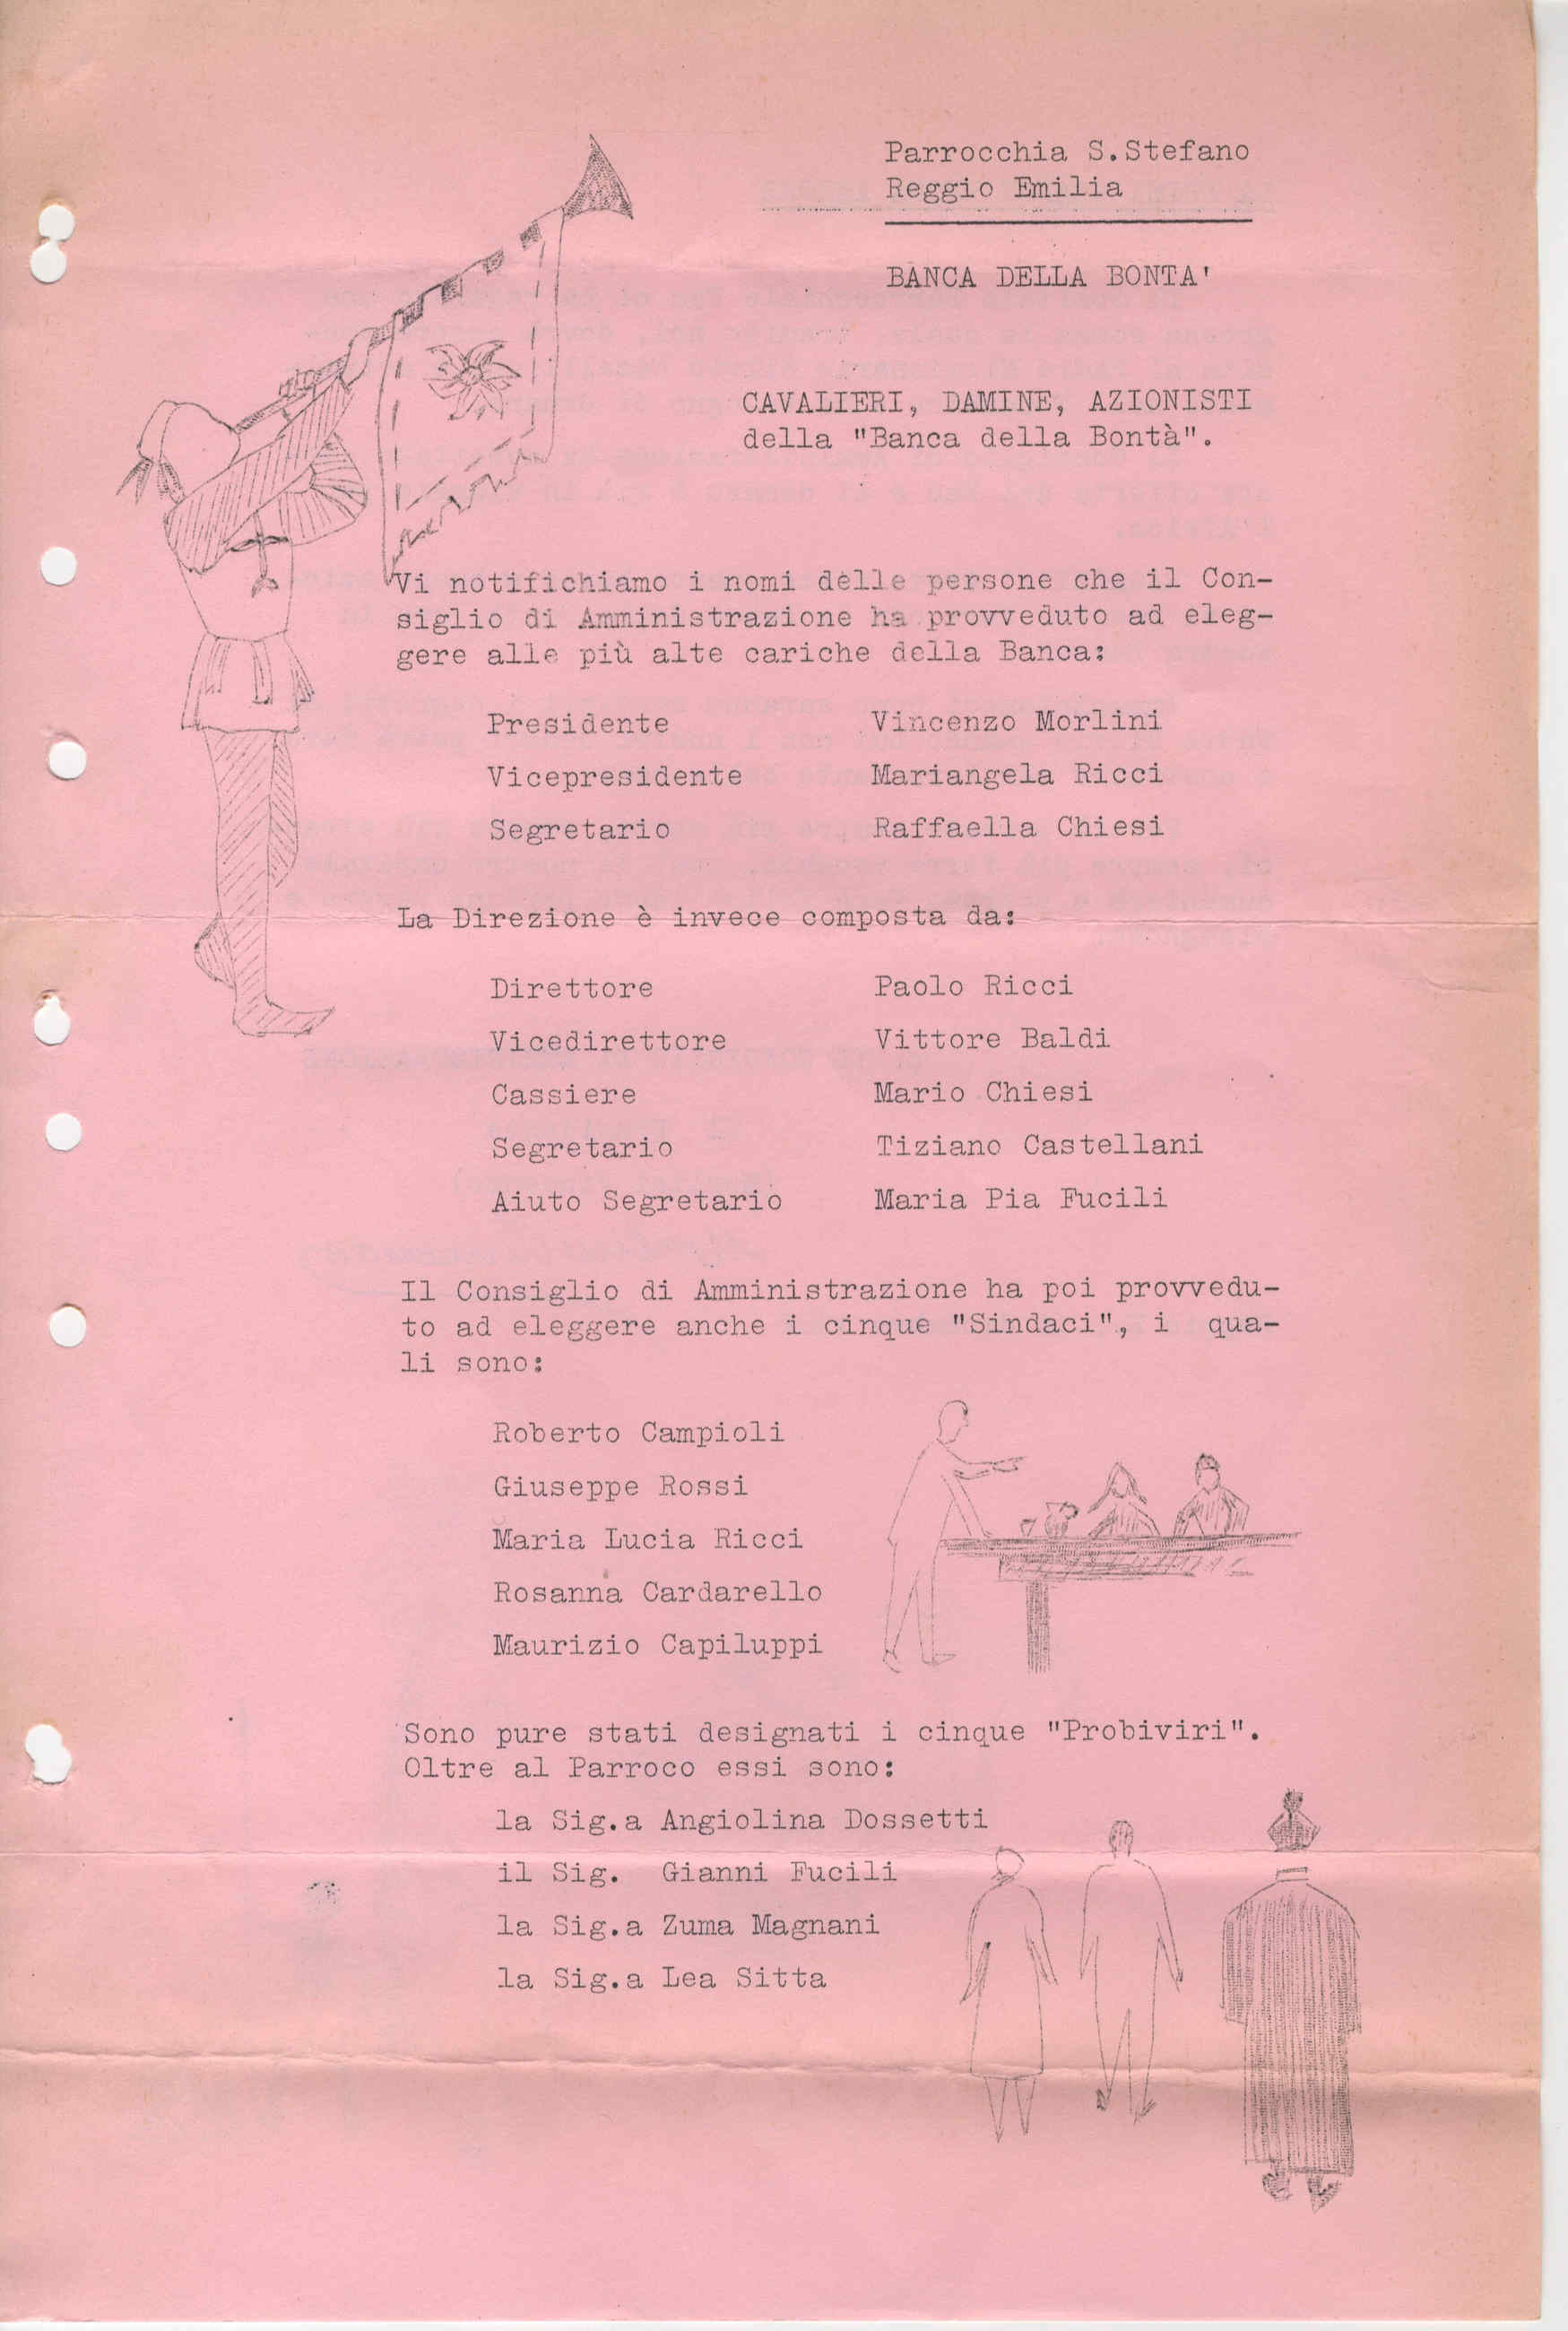 Parrocchia S.Stefano
Reggio Emilia
BANCA DELLA BONTA'
CAVALIERI, DAMINE, AZIONISTI
della "Banca della Bontà".
Vi notifichiamo i nomi delle persone che il Con-
siglio di Amministrazione ha provveduto ad eleg-
gere alle più alte cariche della Banca:
Presidente Vincenzo Morlini
Vicepresidente Mariangela Ricci
Segretario Raffaella Chiesi
La Direzione è invece composta da:
Direttore Paolo Ricci
Vicedirettore Vittore Baldi
Cassiere Mario Chiesi
Segretario Tiziano Castellani
Aiuto Segretario Maria Pia Fucili
Il Consiglio di Amministrazione ha poi provvedu-
to ad eleggere anche i cinque "Sindaci", i qua-
li sono:
Roberto Campioli
Giuseppe Rossi
Maria Lucia Ricci
Rosanna Cardarello
Maurizio Capiluppi
Sono pure stati designati i cinque "Probiviri".
Oltre al Parroco essi sono:
la Sig.a Angiolina Dossetti
il Sig. Gianni Fucili
la Sig.a Zuma Magnani
la Sig.a Lea Sitta